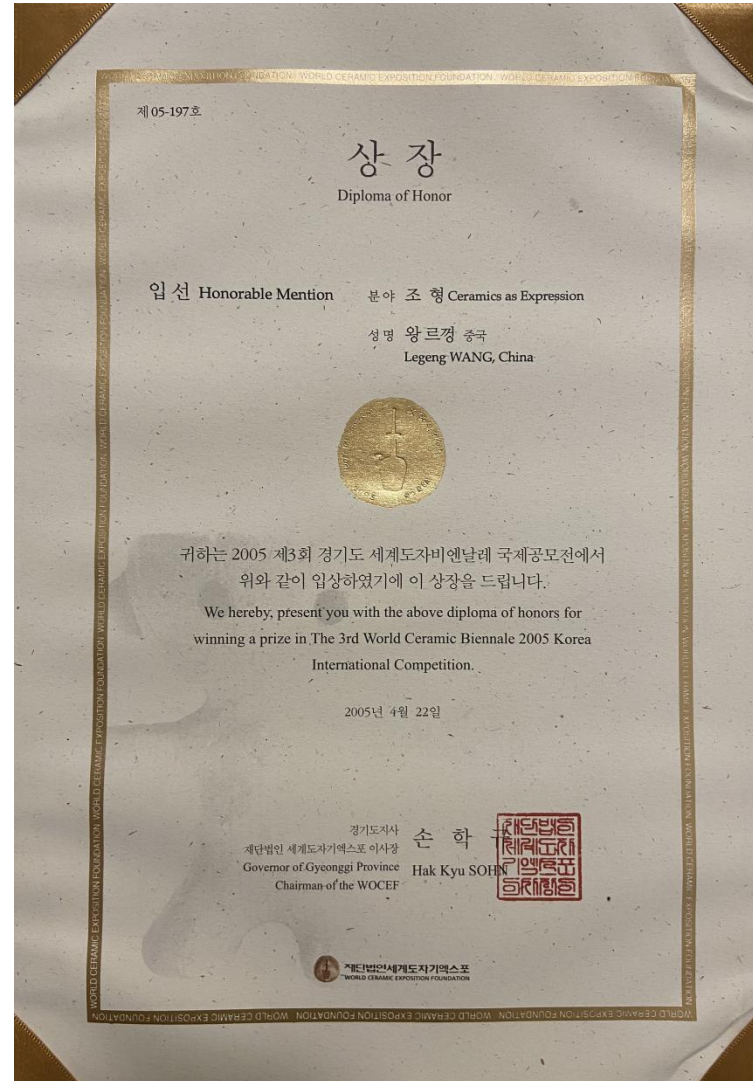 WORLD CERAMIC EXPOSITION FOUNDATION WORLD CERAMIC EXPOSITION FOUNDATION WORLD CERAMIC EXPOSITION FOUNDATION
제 05-197호
상 장
Diploma of Honor
입 선 Honorable Mention 분야 조 형 Ceramics as Expression
성명 왕르껑 중국
Legeng WANG, China
귀하는 2005 제3회 경기도 세계도자비엔날레 국제공모전에서
위와 같이 입상하였기에 이 상장을 드립니다.
We hereby, present you with the above diploma of honors for
winning a prize in The 3rd World Ceramic Biennale 2005 Korea
International Competition.
2005년 4월 22일
경기도지사
재단법인 세계도자기엑스포 이사장
Governor of Gyeonggi Province
Chairman of the WOCEF
손 학 규
Hak Kyu SOHN
재단법인세계도자기엑스포
WORLD CERAMIC EXPOSITION FOUNDATION